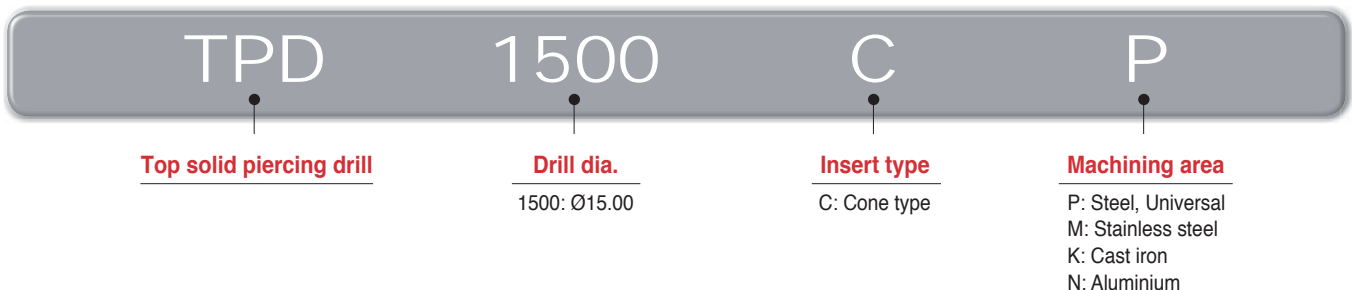 TPD 1500 C P
Top solid piercing drill
Drill dia.
1500: Ø15.00
Insert type
C: Cone type
Machining area
P: Steel, Universal
M: Stainless steel
K: Cast iron
N: Aluminium